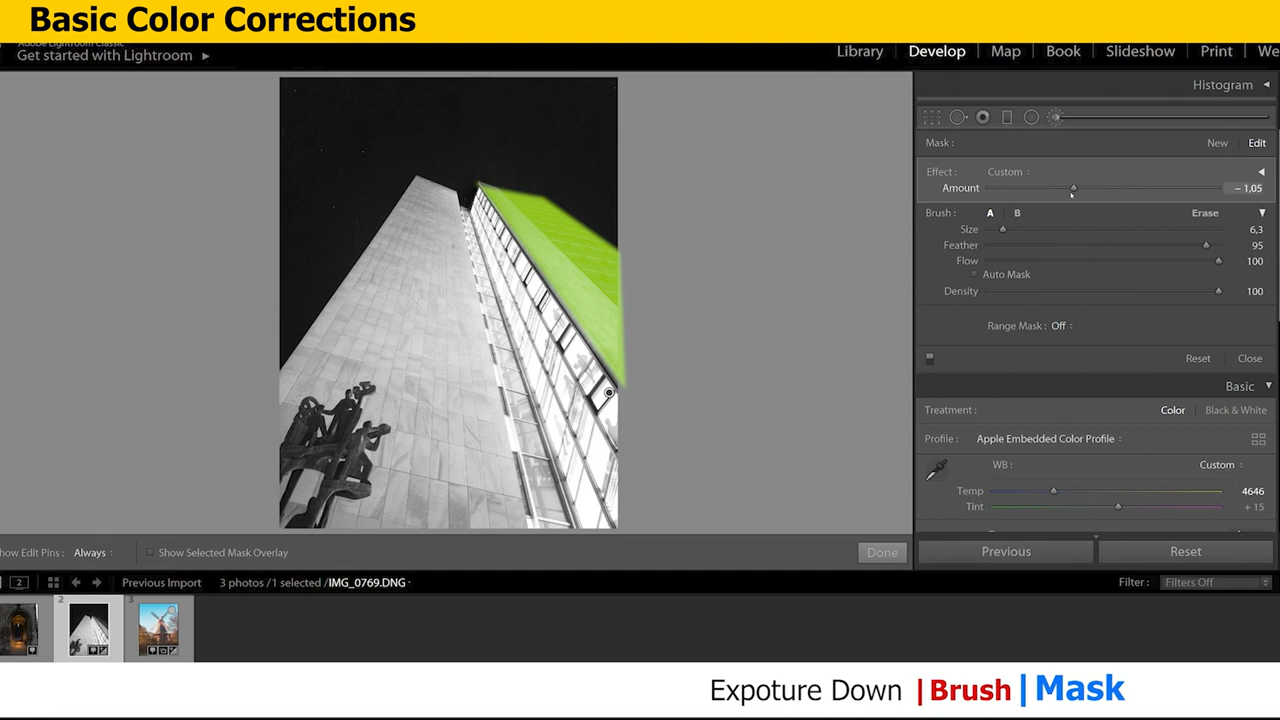 Basic Color Corrections
Adobe Lightroom Classic
Get started with Lightroom
Library Develop Map Book Slideshow Print We
Histogram
Mask : New Edit
Effect : Custom
Amount – 1,05
Brush : A B Erase
Size 6,3
Feather 95
Flow 100
Auto Mask
Density 100
Range Mask : Off
Reset Close
Basic
Treatment : Color Black & White
Profile : Apple Embedded Color Profile
WB : Custom
Temp 4646
Tint + 15
how Edit Pins : Always Show Selected Mask Overlay Done
Previous Reset
2 Previous Import 3 photos /1 selected /IMG_0769.DNG Filter : Filters Off
2 3
Expoture Down | Brush | Mask